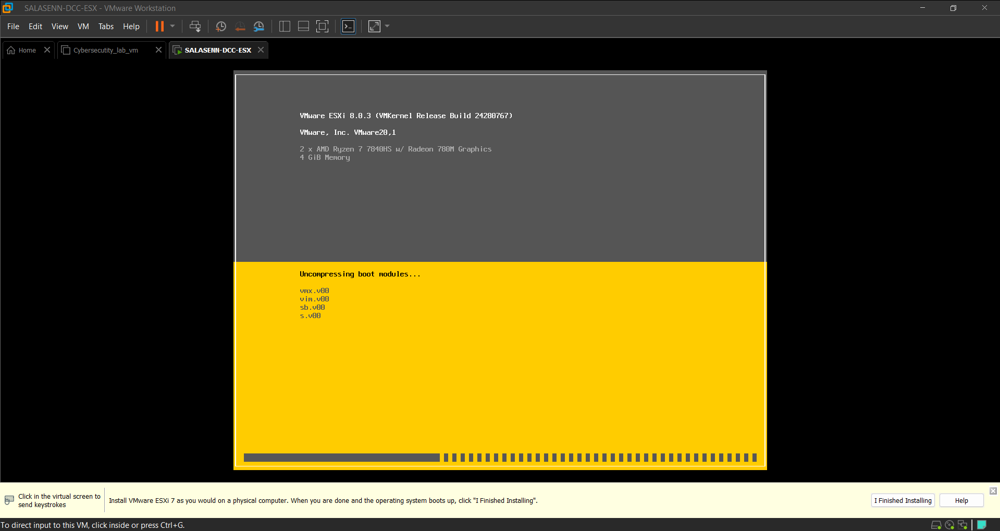 SALASENN-DCC-ESX - VMware Workstation
File Edit View VM Tabs Help
Home Cybersecutity_lab_vm SALASENN-DCC-ESX
VMware ESXi 8.0.3 (VMKernel Release Build 24280767)
VMware, Inc. VMware20,1
2 x AMD Ryzen 7 7840HS w/ Radeon 780M Graphics
4 GiB Memory
Uncompressing boot modules...
vmx.v00
vim.v00
sb.v00
s.v00
Click in the virtual screen to
send keystrokes
Install VMware ESXi 7 as you would on a physical computer. When you are done and the operating system boots up, click "I Finished Installing".
I Finished Installing Help
To direct input to this VM, click inside or press Ctrl+G.